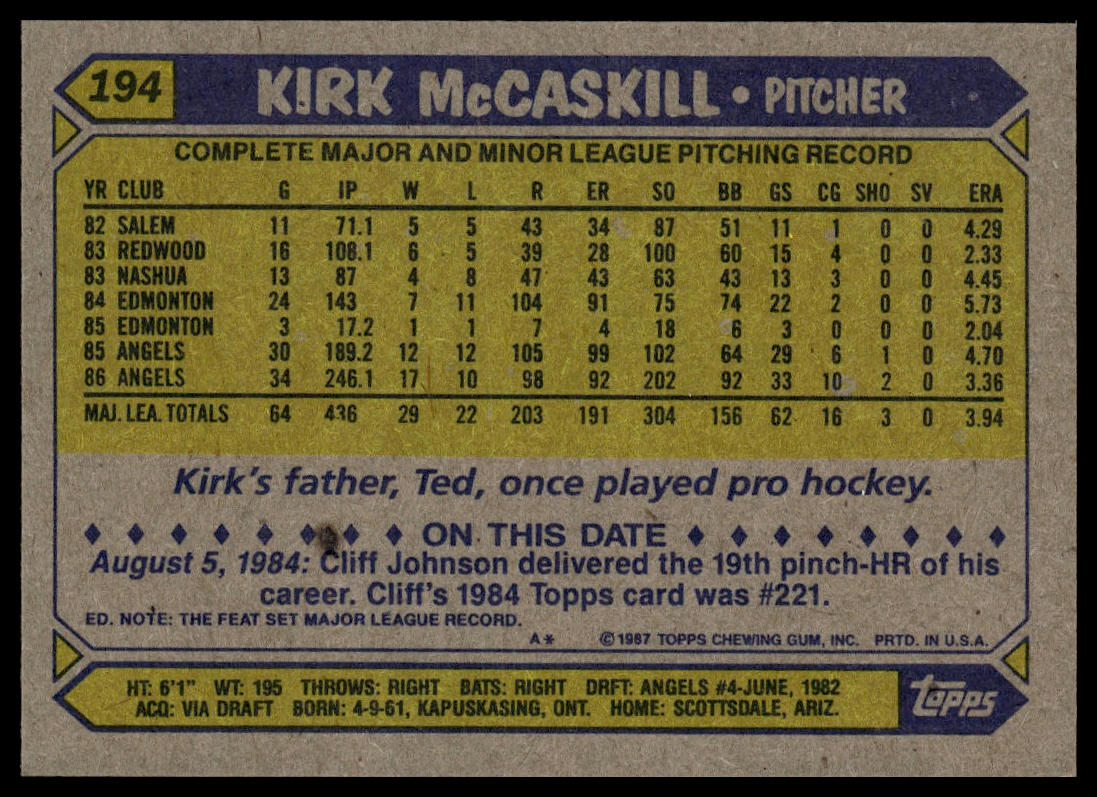 194 KIRK McCASKILL • PITCHER
COMPLETE MAJOR AND MINOR LEAGUE PITCHING RECORD
YR CLUB G IP W L R ER SO BB GS CG SHO SV ERA
82 SALEM 11 71.1 5 5 43 34 87 51 11 1 0 0 4.29
83 REDWOOD 16 108.1 6 5 39 28 100 60 15 4 0 0 2.33
83 NASHUA 13 87 4 8 47 43 63 43 13 3 0 0 4.45
84 EDMONTON 24 143 7 11 104 91 75 74 22 2 0 0 5.73
85 EDMONTON 3 17.2 1 1 7 4 18 6 3 0 0 0 2.04
85 ANGELS 30 189.2 12 12 105 99 102 64 29 6 1 0 4.70
86 ANGELS 34 246.1 17 10 98 92 202 92 33 10 2 0 3.36
MAJ. LEA. TOTALS 64 436 29 22 203 191 304 156 62 16 3 0 3.94
Kirk's father, Ted, once played pro hockey.
ON THIS DATE
August 5, 1984: Cliff Johnson delivered the 19th pinch-HR of his
career. Cliff's 1984 Topps card was #221.
ED. NOTE: THE FEAT SET MAJOR LEAGUE RECORD.
A* ©1987 TOPPS CHEWING GUM, INC. PRTD. IN U.S.A.
HT: 6'1" WT: 195 THROWS: RIGHT BATS: RIGHT DRFT: ANGELS #4-JUNE, 1982
ACQ: VIA DRAFT BORN: 4-9-61, KAPUSKASING, ONT. HOME: SCOTTSDALE, ARIZ.
topps